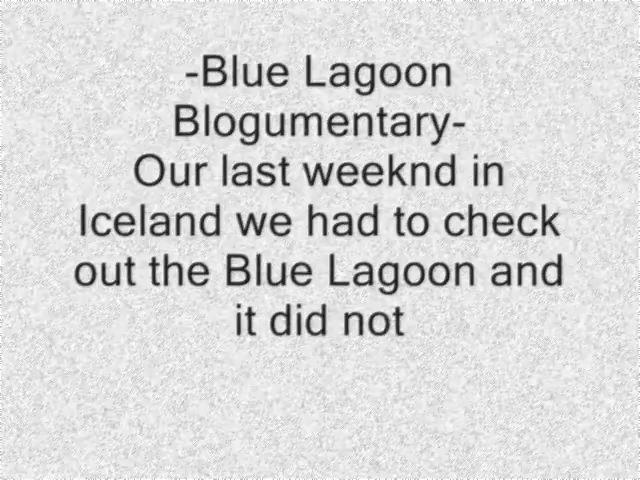 -Blue Lagoon
Blogumentary-
Our last weeknd in
Iceland we had to check
out the Blue Lagoon and
it did not